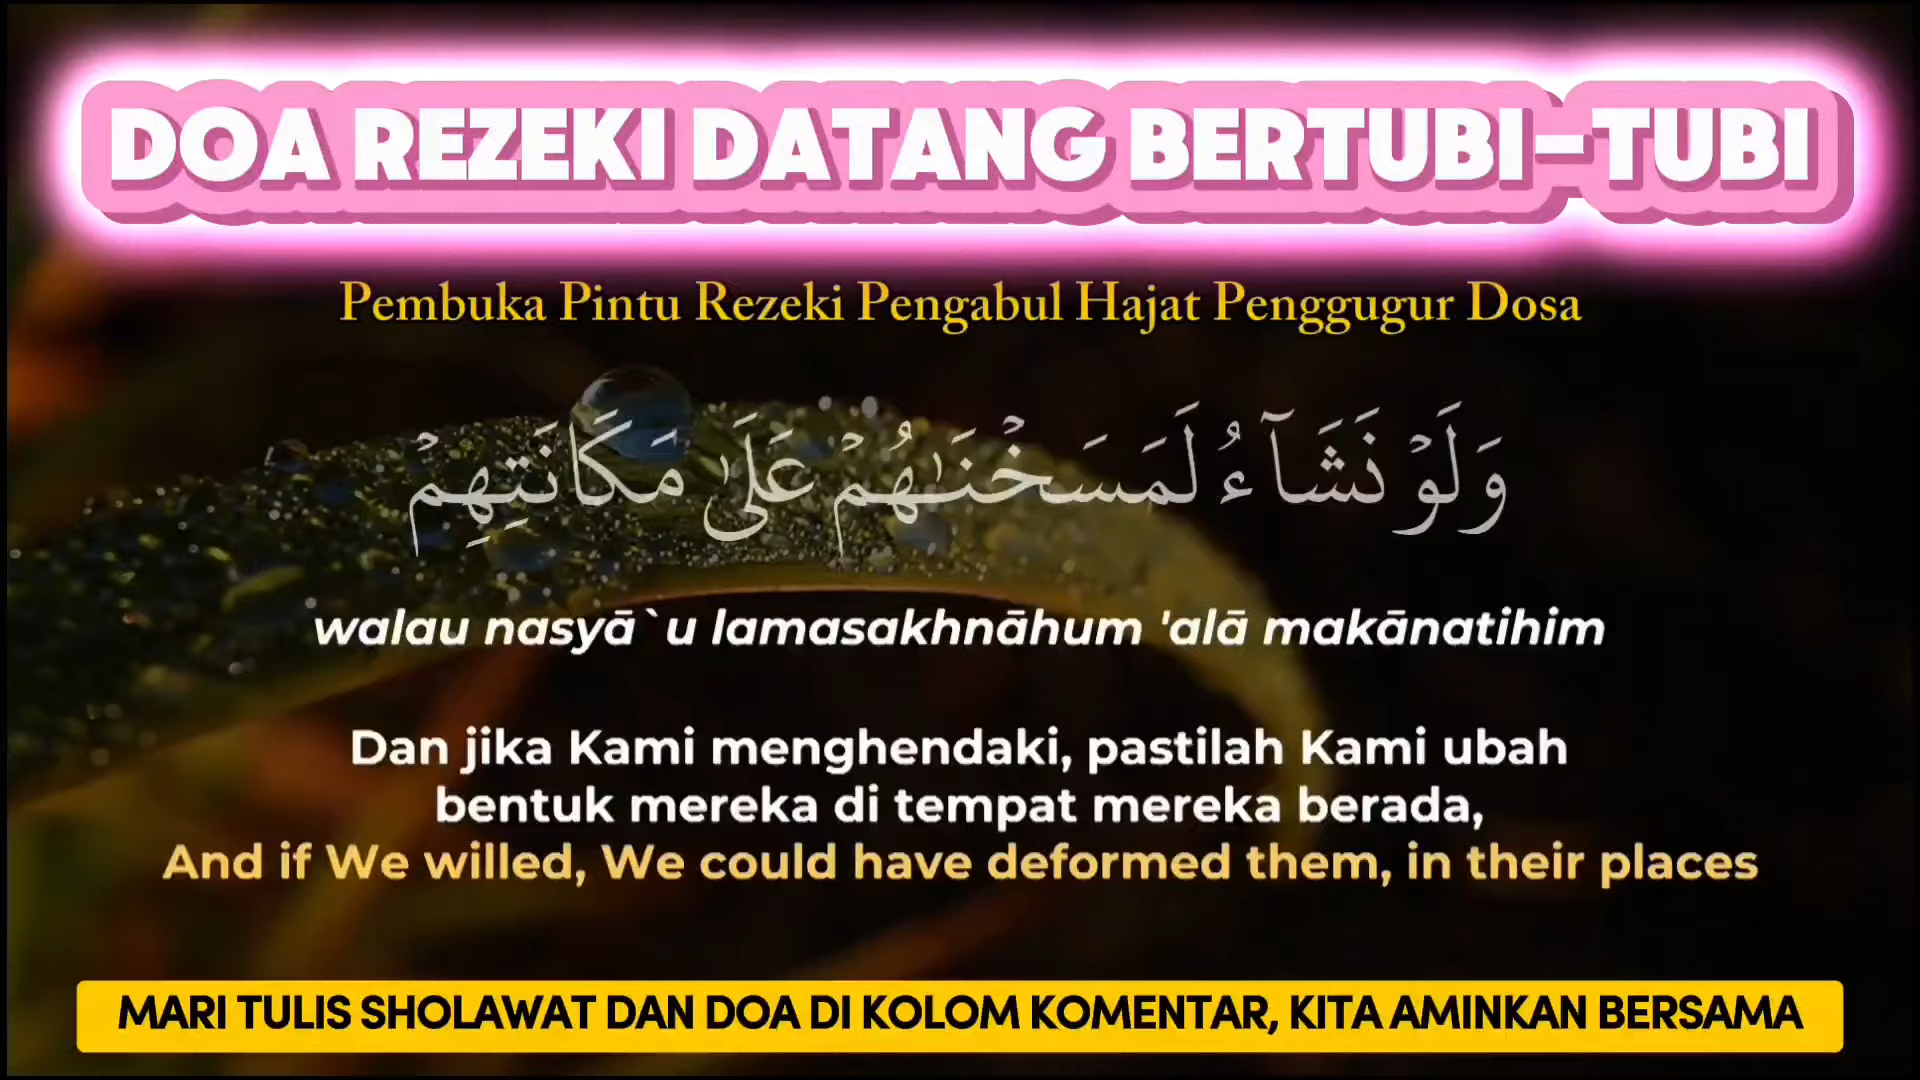 DOA REZEKI DATANG BERTUBI-TUBI
Pembuka Pintu Rezeki Pengabul Hajat Penggugur Dosa
وَلَوْ نَشَآءُ لَمَسَخْنَٰهُمْ عَلَىٰ مَكَانَتِهِمْ
walau nasyā`u lamasakhnāhum 'alā makānatihim
Dan jika Kami menghendaki, pastilah Kami ubah
bentuk mereka di tempat mereka berada,
And if We willed, We could have deformed them, in their places
MARI TULIS SHOLAWAT DAN DOA DI KOLOM KOMENTAR, KITA AMINKAN BERSAMA